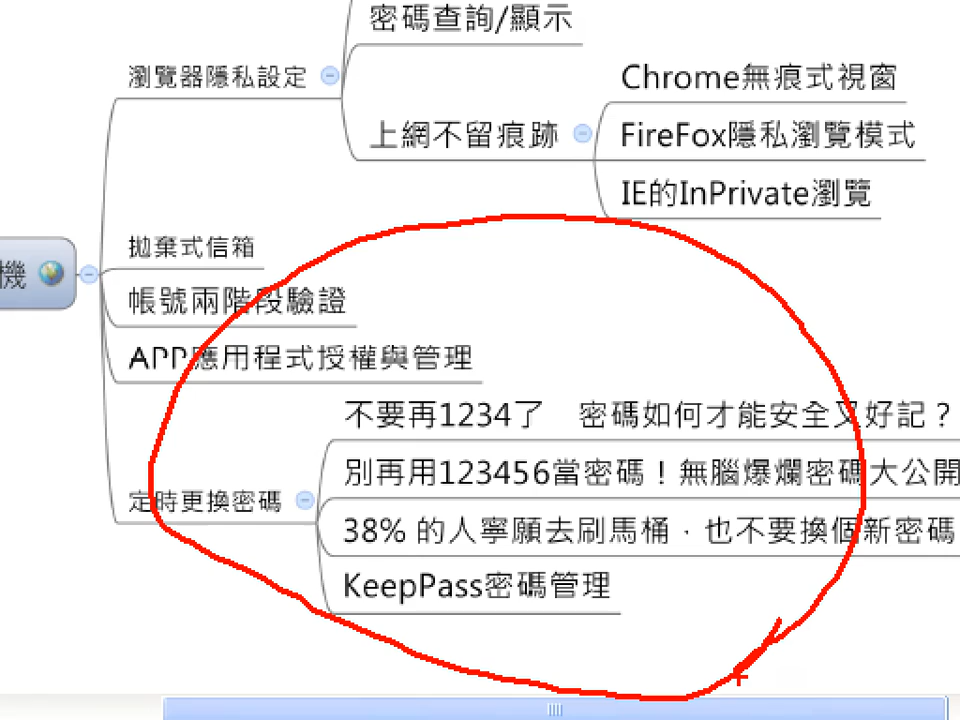 密碼查詢/顯示
瀏覽器隱私設定
Chrome無痕式視窗
上網不留痕跡
FireFox隱私瀏覽模式
IE的InPrivate瀏覽
拋棄式信箱
機
帳號兩階段驗證
APP應用程式授權與管理
不要再1234了 密碼如何才能安全又好記？
別再用123456當密碼！無腦爆爛密碼大公開
定時更換密碼
38% 的人寧願去刷馬桶，也不要換個新密碼
KeepPass密碼管理